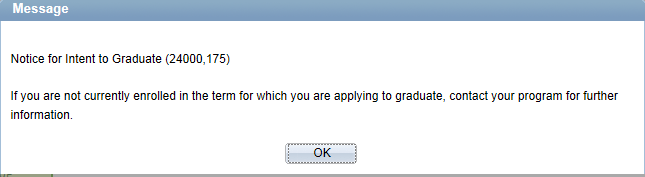 Message
Notice for Intent to Graduate (24000,175)
If you are not currently enrolled in the term for which you are applying to graduate, contact your program for further
information.
OK